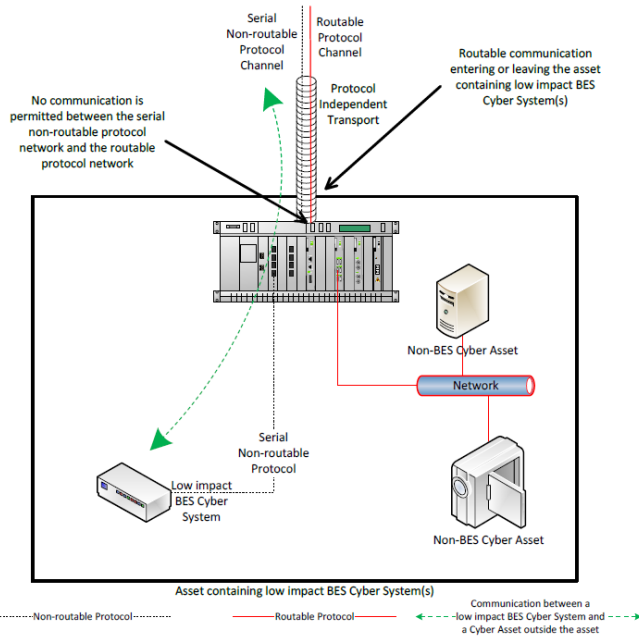 Serial
Non-routable
Protocol
Channel
Routable
Protocol
Channel
Routable communication
entering or leaving the asset
containing low impact BES
Cyber System(s)
Protocol
Independent
Transport
No communication is
permitted between the serial
non-routable protocol
network and the routable
protocol network
Non-BES Cyber Asset
Network
Serial
Non-routable
Protocol
Low impact
BES Cyber
System
Non-BES Cyber Asset
Asset containing low impact BES Cyber System(s)
Non-routable Protocol
Routable Protocol
Communication between a
low impact BES Cyber System and
a Cyber Asset outside the asset